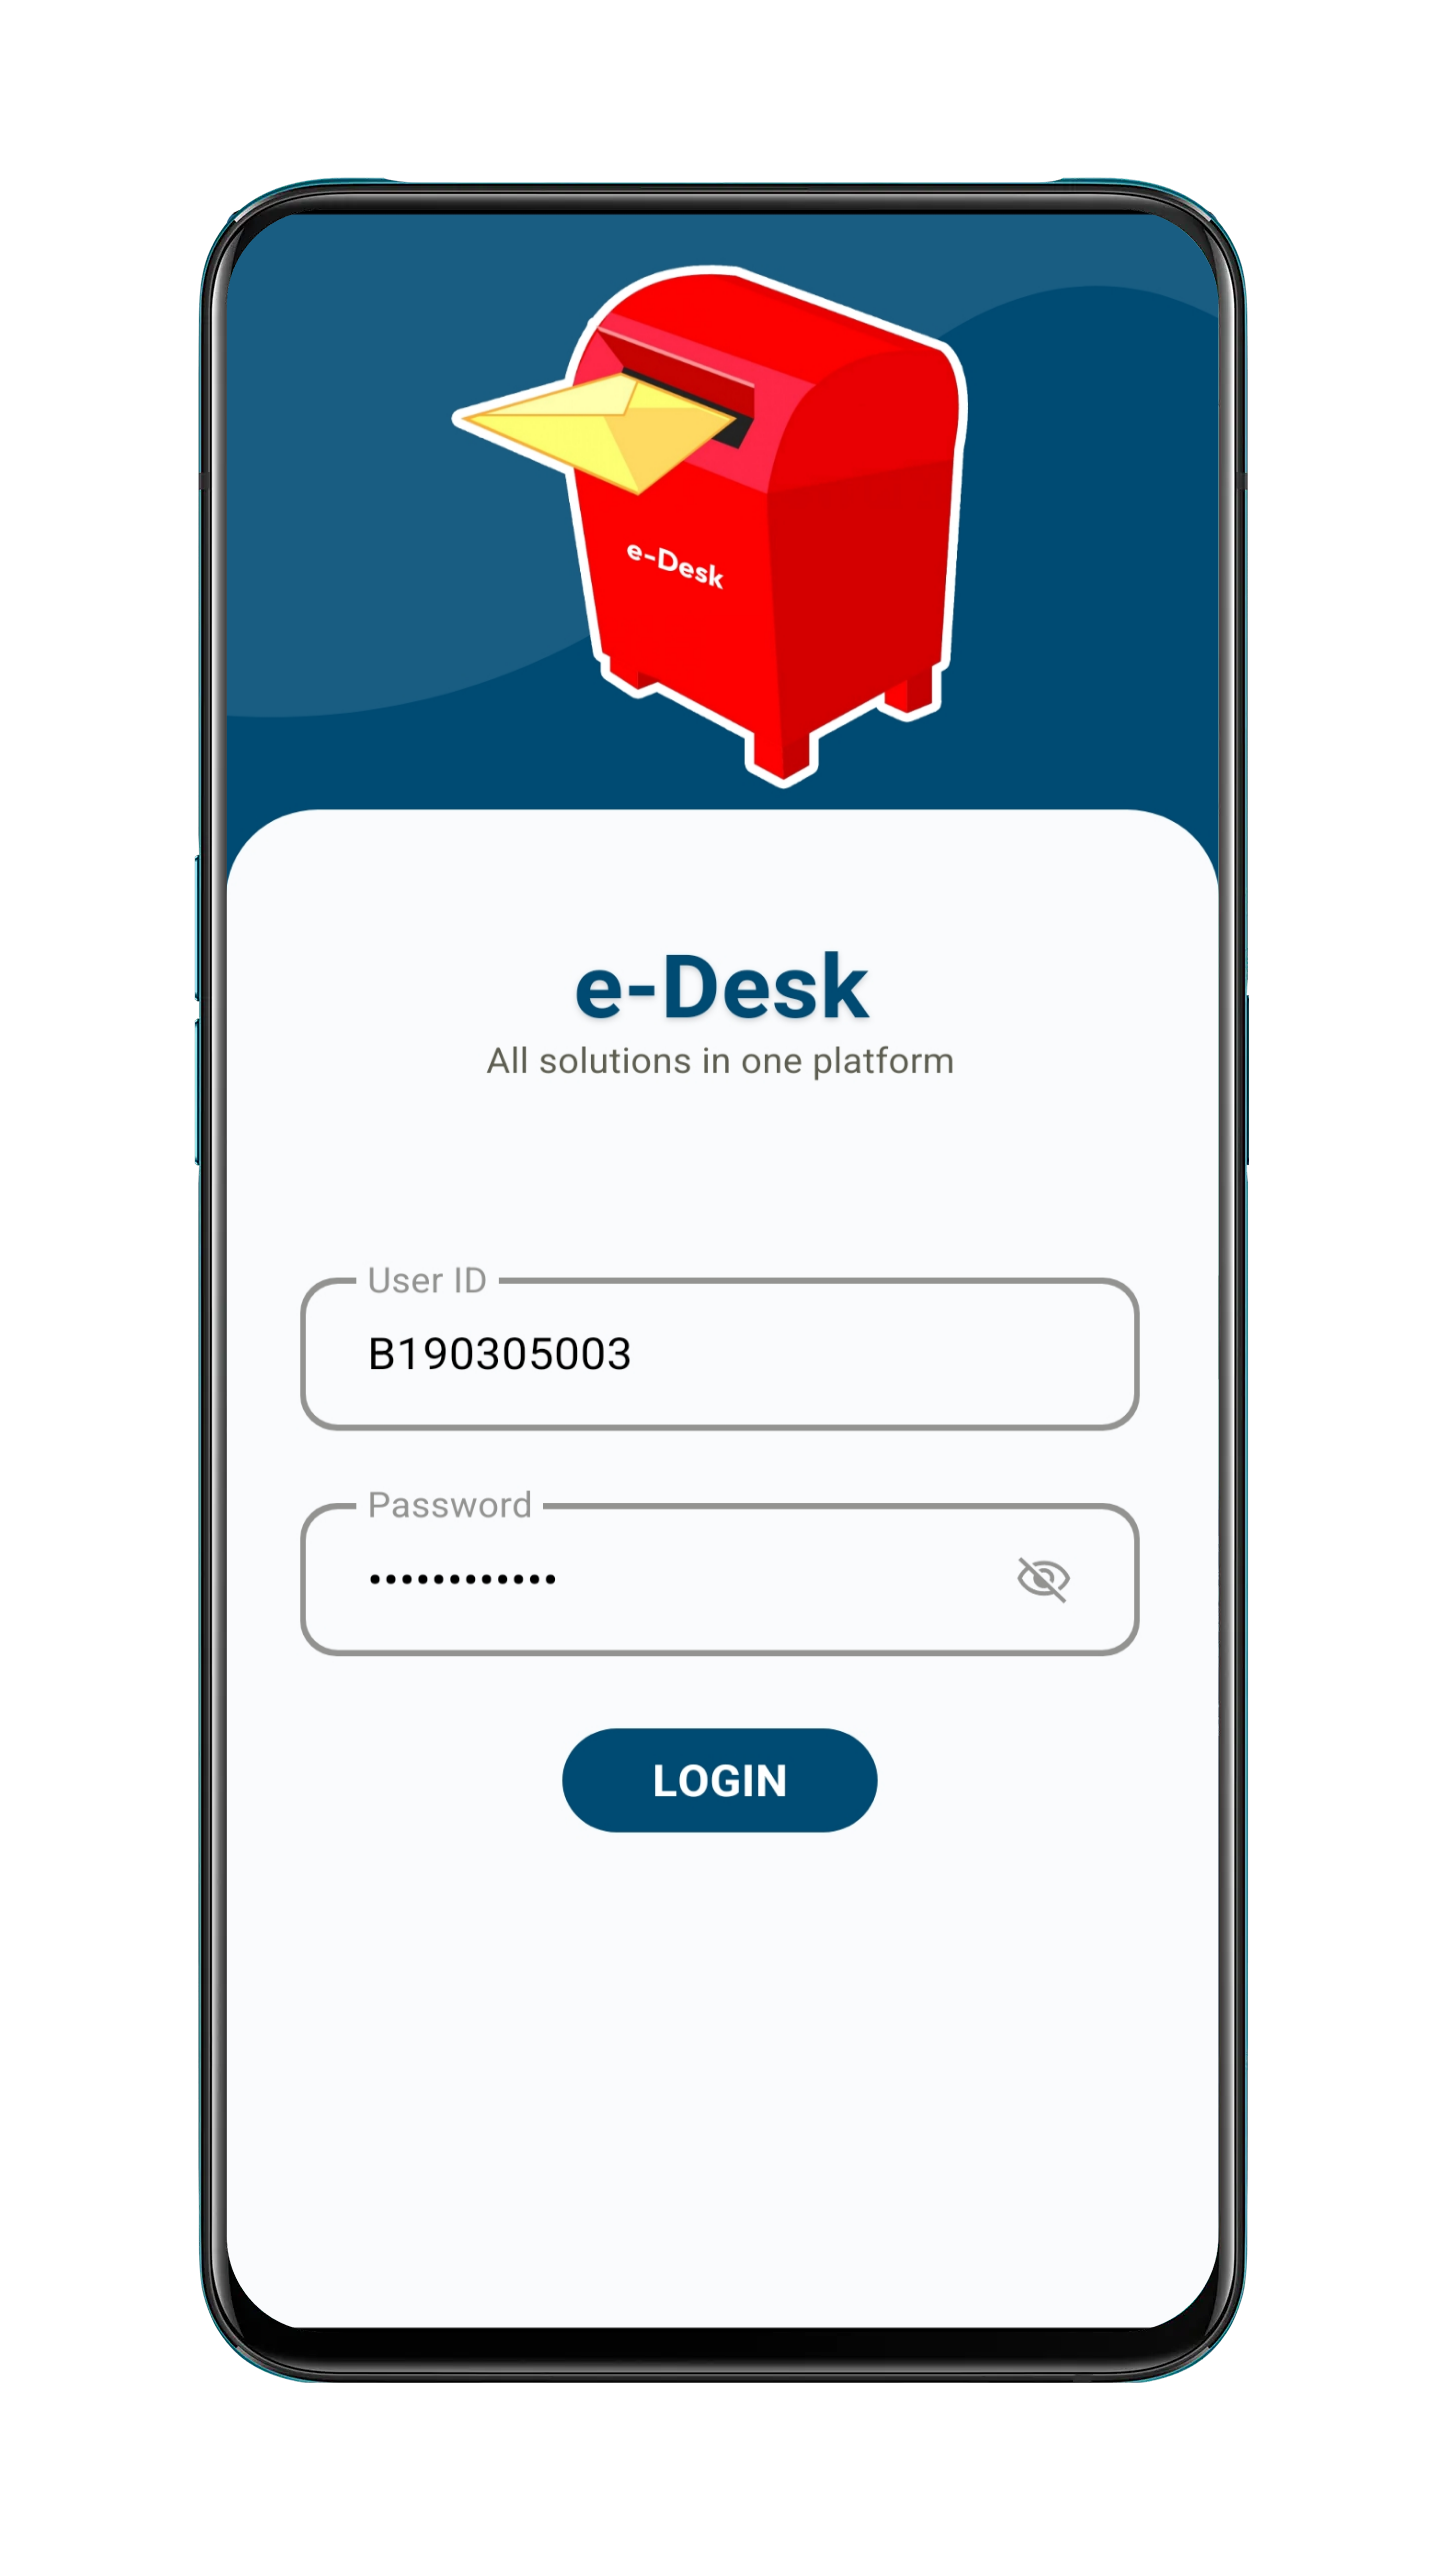 e-Desk
e-Desk
All solutions in one platform
User ID
B190305003
Password
••••••••••••
LOGIN